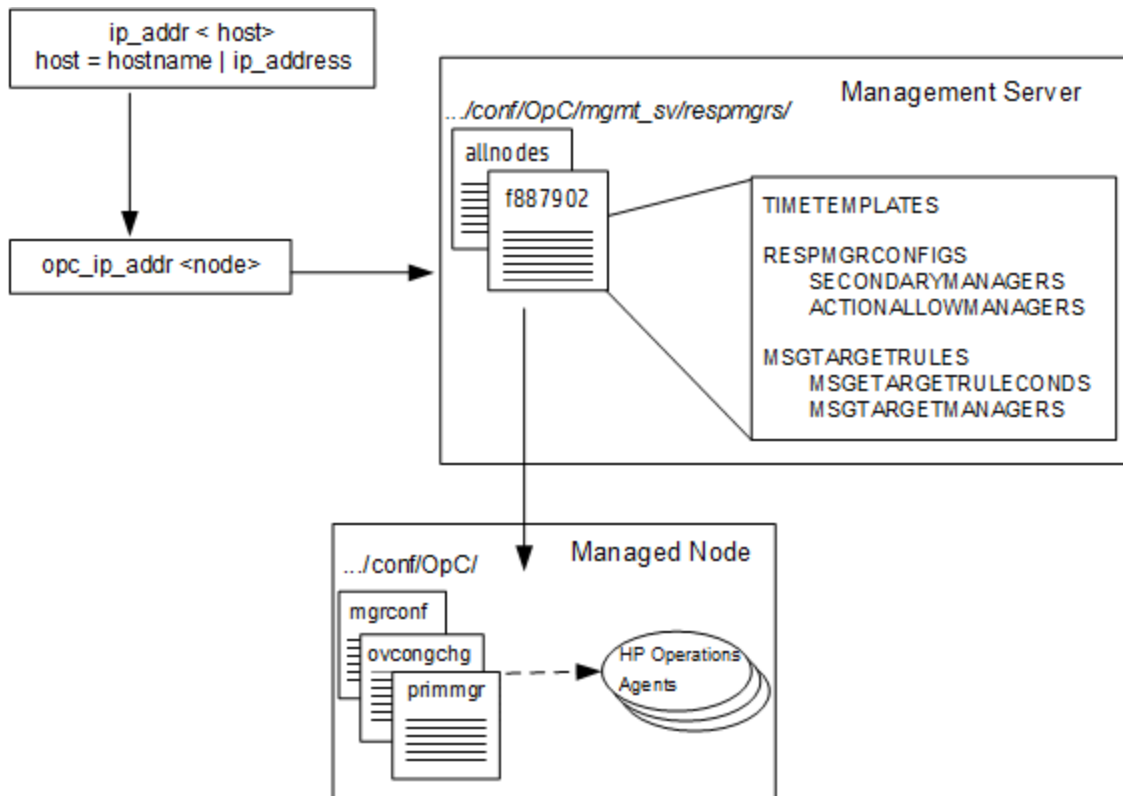 ip_addr < host>
host = hostname | ip_address
opc_ip_addr <node>
Management Server
.../conf/OpC/mgmt_sv/respmgrs/
allnodes
f887902
TIMETEMPLATES
RESPMGRCONFIGS
SECONDARYMANAGERS
ACTIONALLOWMANAGERS
MSGTARGETRULES
MSGETARGETRULECONDS
MSGTARGETMANAGERS
Managed Node
.../conf/OpC/
mgrconf
ovcongchg
primmgr
HP Operations
Agents